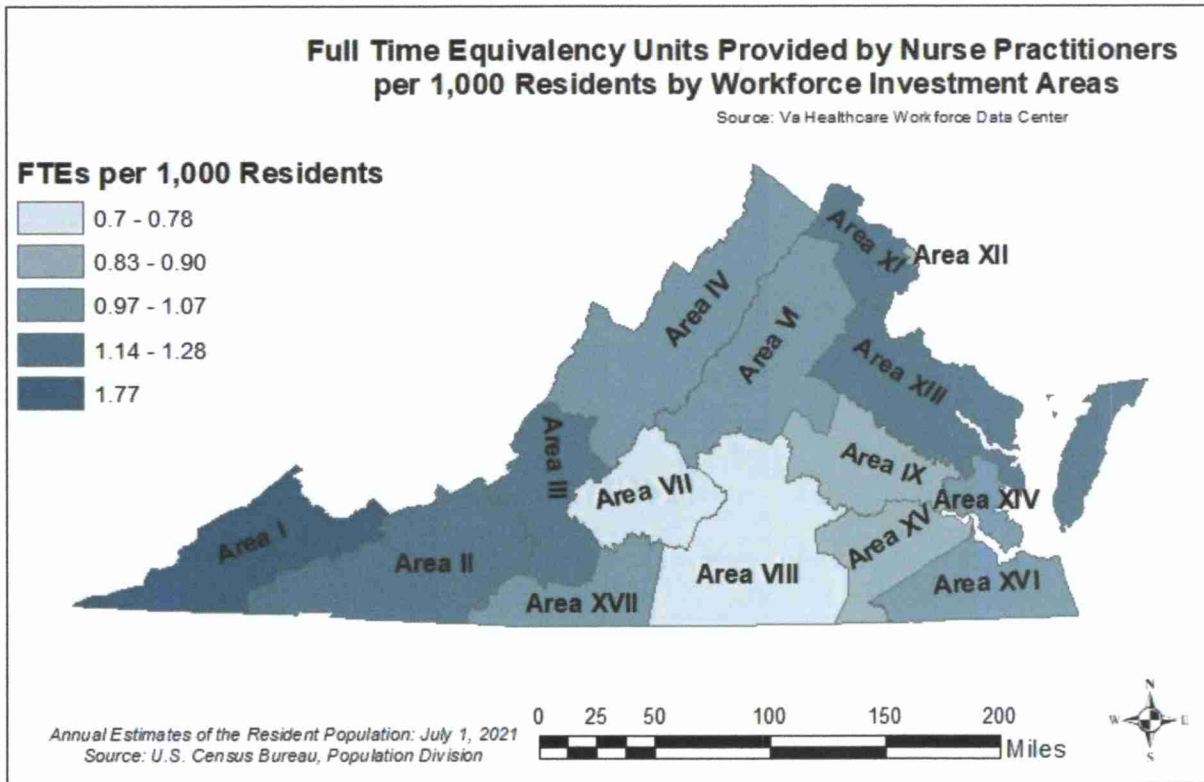 Full Time Equivalency Units Provided by Nurse Practitioners
per 1,000 Residents by Workforce Investment Areas
Source: Va Healthcare Workforce Data Center
FTEs per 1,000 Residents
0.7 - 0.78
0.83 - 0.90
0.97 - 1.07
1.14 - 1.28
1.77
Area XI
Area XII
Area IV
Area VI
Area XIII
Area III
Area IX
Area VII
Area XIV
Area I
Area XV
Area II
Area VIII
Area XVI
Area XVII
Annual Estimates of the Resident Population: July 1, 2021
Source: U.S. Census Bureau, Population Division
0 25 50 100 150 200
Miles
N
W E
S